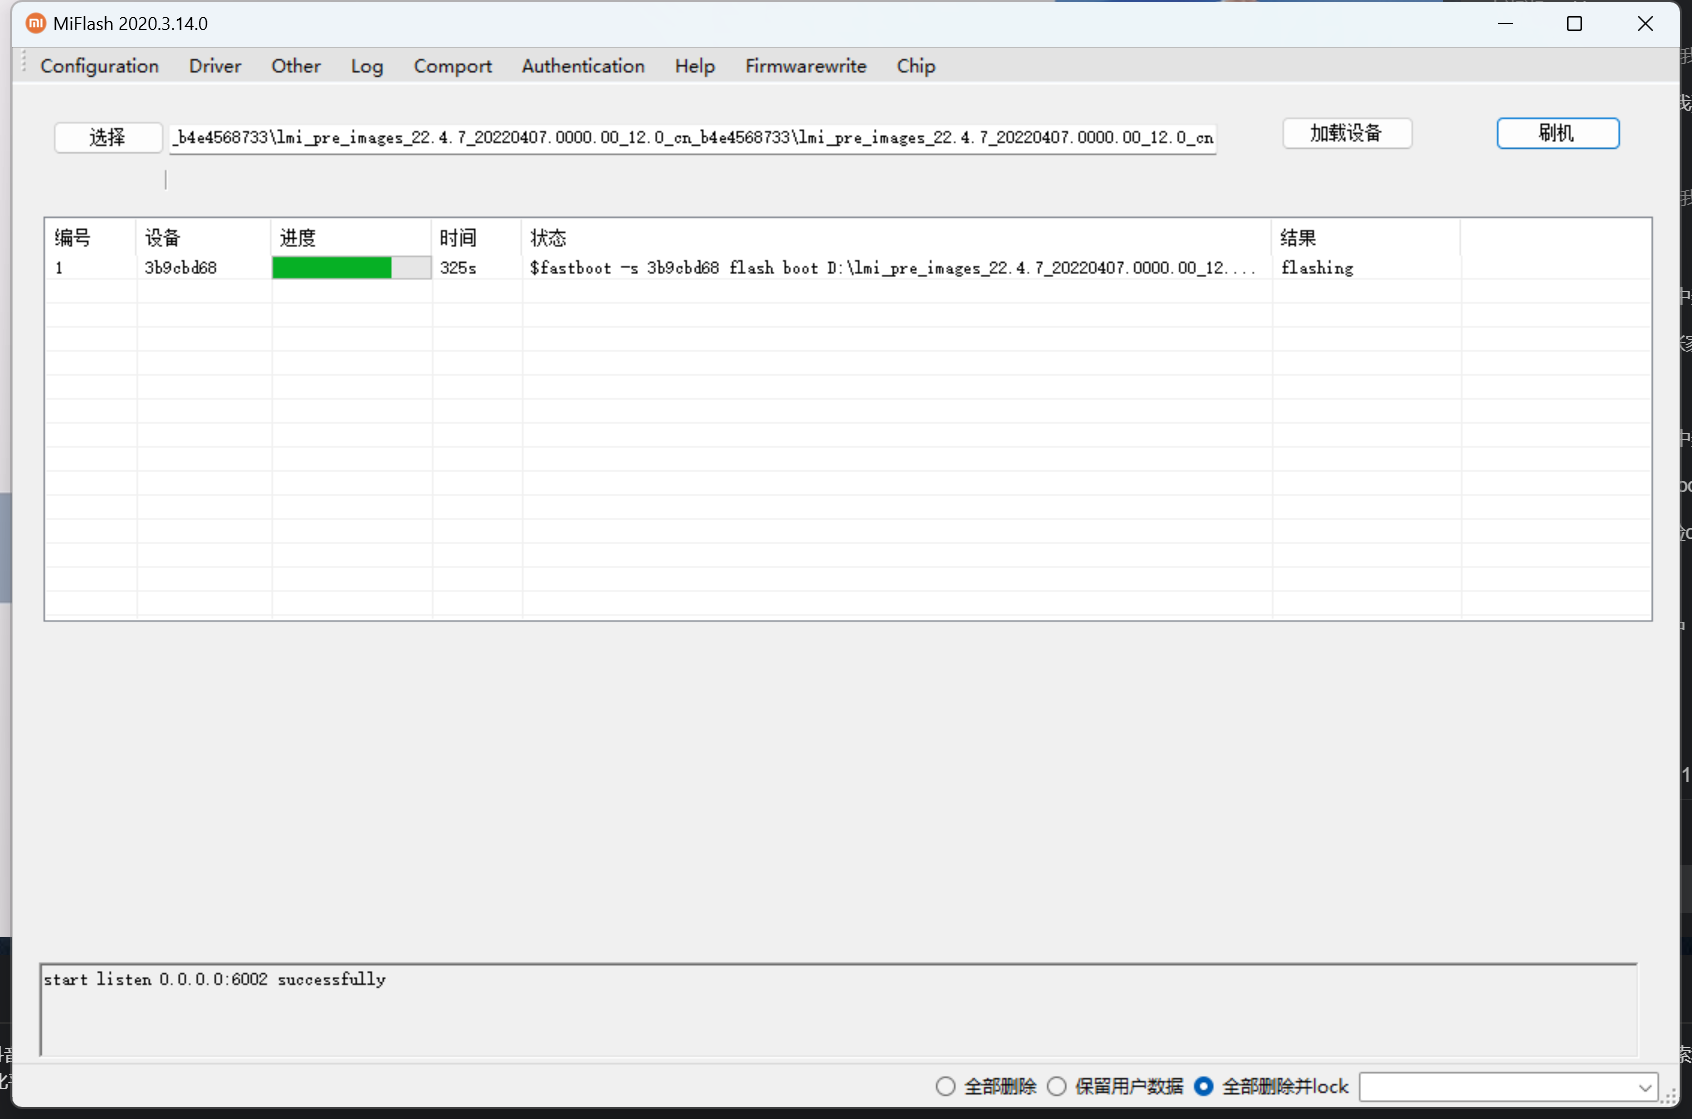 MiFlash 2020.3.14.0
Configuration Driver Other Log Comport Authentication Help Firmwarewrite Chip
选择 _b4e4568733\lmi_pre_images_22.4.7_20220407.0000.00_12.0_cn_b4e4568733\lmi_pre_images_22.4.7_20220407.0000.00_12.0_cn 加载设备 刷机
编号 设备 进度 时间 状态 结果
1 3b9cbd68 325s $fastboot -s 3b9cbd68 flash boot D:\lmi_pre_images_22.4.7_20220407.0000.00_12.... flashing
start listen 0.0.0.0:6002 successfully
全部删除 保留用户数据 全部删除并lock